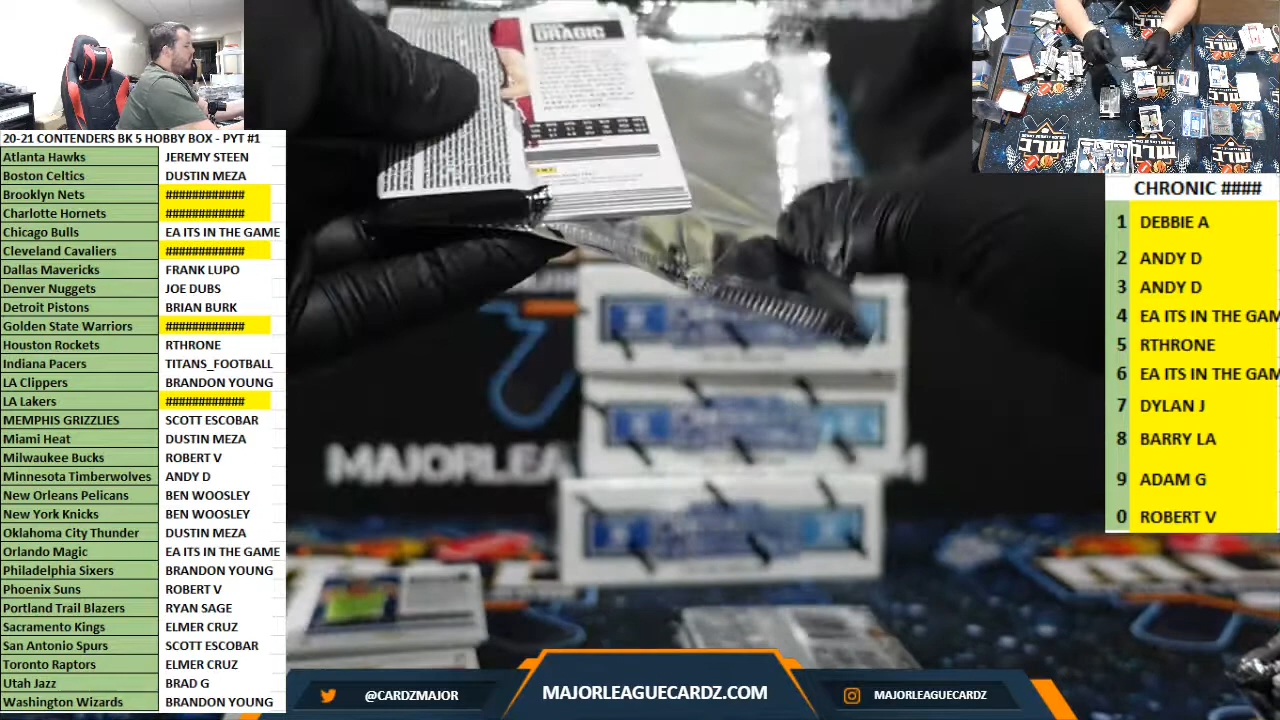 20-21 CONTENDERS BK 5 HOBBY BOX - PYT #1
Atlanta Hawks JEREMY STEEN
Boston Celtics DUSTIN MEZA
Brooklyn Nets ############
Charlotte Hornets ############
Chicago Bulls EA ITS IN THE GAME
Cleveland Cavaliers ############
Dallas Mavericks FRANK LUPO
Denver Nuggets JOE DUBS
Detroit Pistons BRIAN BURK
Golden State Warriors ############
Houston Rockets RTHRONE
Indiana Pacers TITANS_FOOTBALL
LA Clippers BRANDON YOUNG
LA Lakers ############
MEMPHIS GRIZZLIES SCOTT ESCOBAR
Miami Heat DUSTIN MEZA
Milwaukee Bucks ROBERT V
Minnesota Timberwolves ANDY D
New Orleans Pelicans BEN WOOSLEY
New York Knicks BEN WOOSLEY
Oklahoma City Thunder DUSTIN MEZA
Orlando Magic EA ITS IN THE GAME
Philadelphia Sixers BRANDON YOUNG
Phoenix Suns ROBERT V
Portland Trail Blazers RYAN SAGE
Sacramento Kings ELMER CRUZ
San Antonio Spurs SCOTT ESCOBAR
Toronto Raptors ELMER CRUZ
Utah Jazz BRAD G
Washington Wizards BRANDON YOUNG
DRAGIC
MAJORLEA
CHRONIC ####
1 DEBBIE A
2 ANDY D
3 ANDY D
4 EA ITS IN THE GAM
5 RTHRONE
6 EA ITS IN THE GAM
7 DYLAN J
8 BARRY LA
9 ADAM G
0 ROBERT V
@CARDZMAJOR
MAJORLEAGUECARDZ.COM
MAJORLEAGUECARDZ